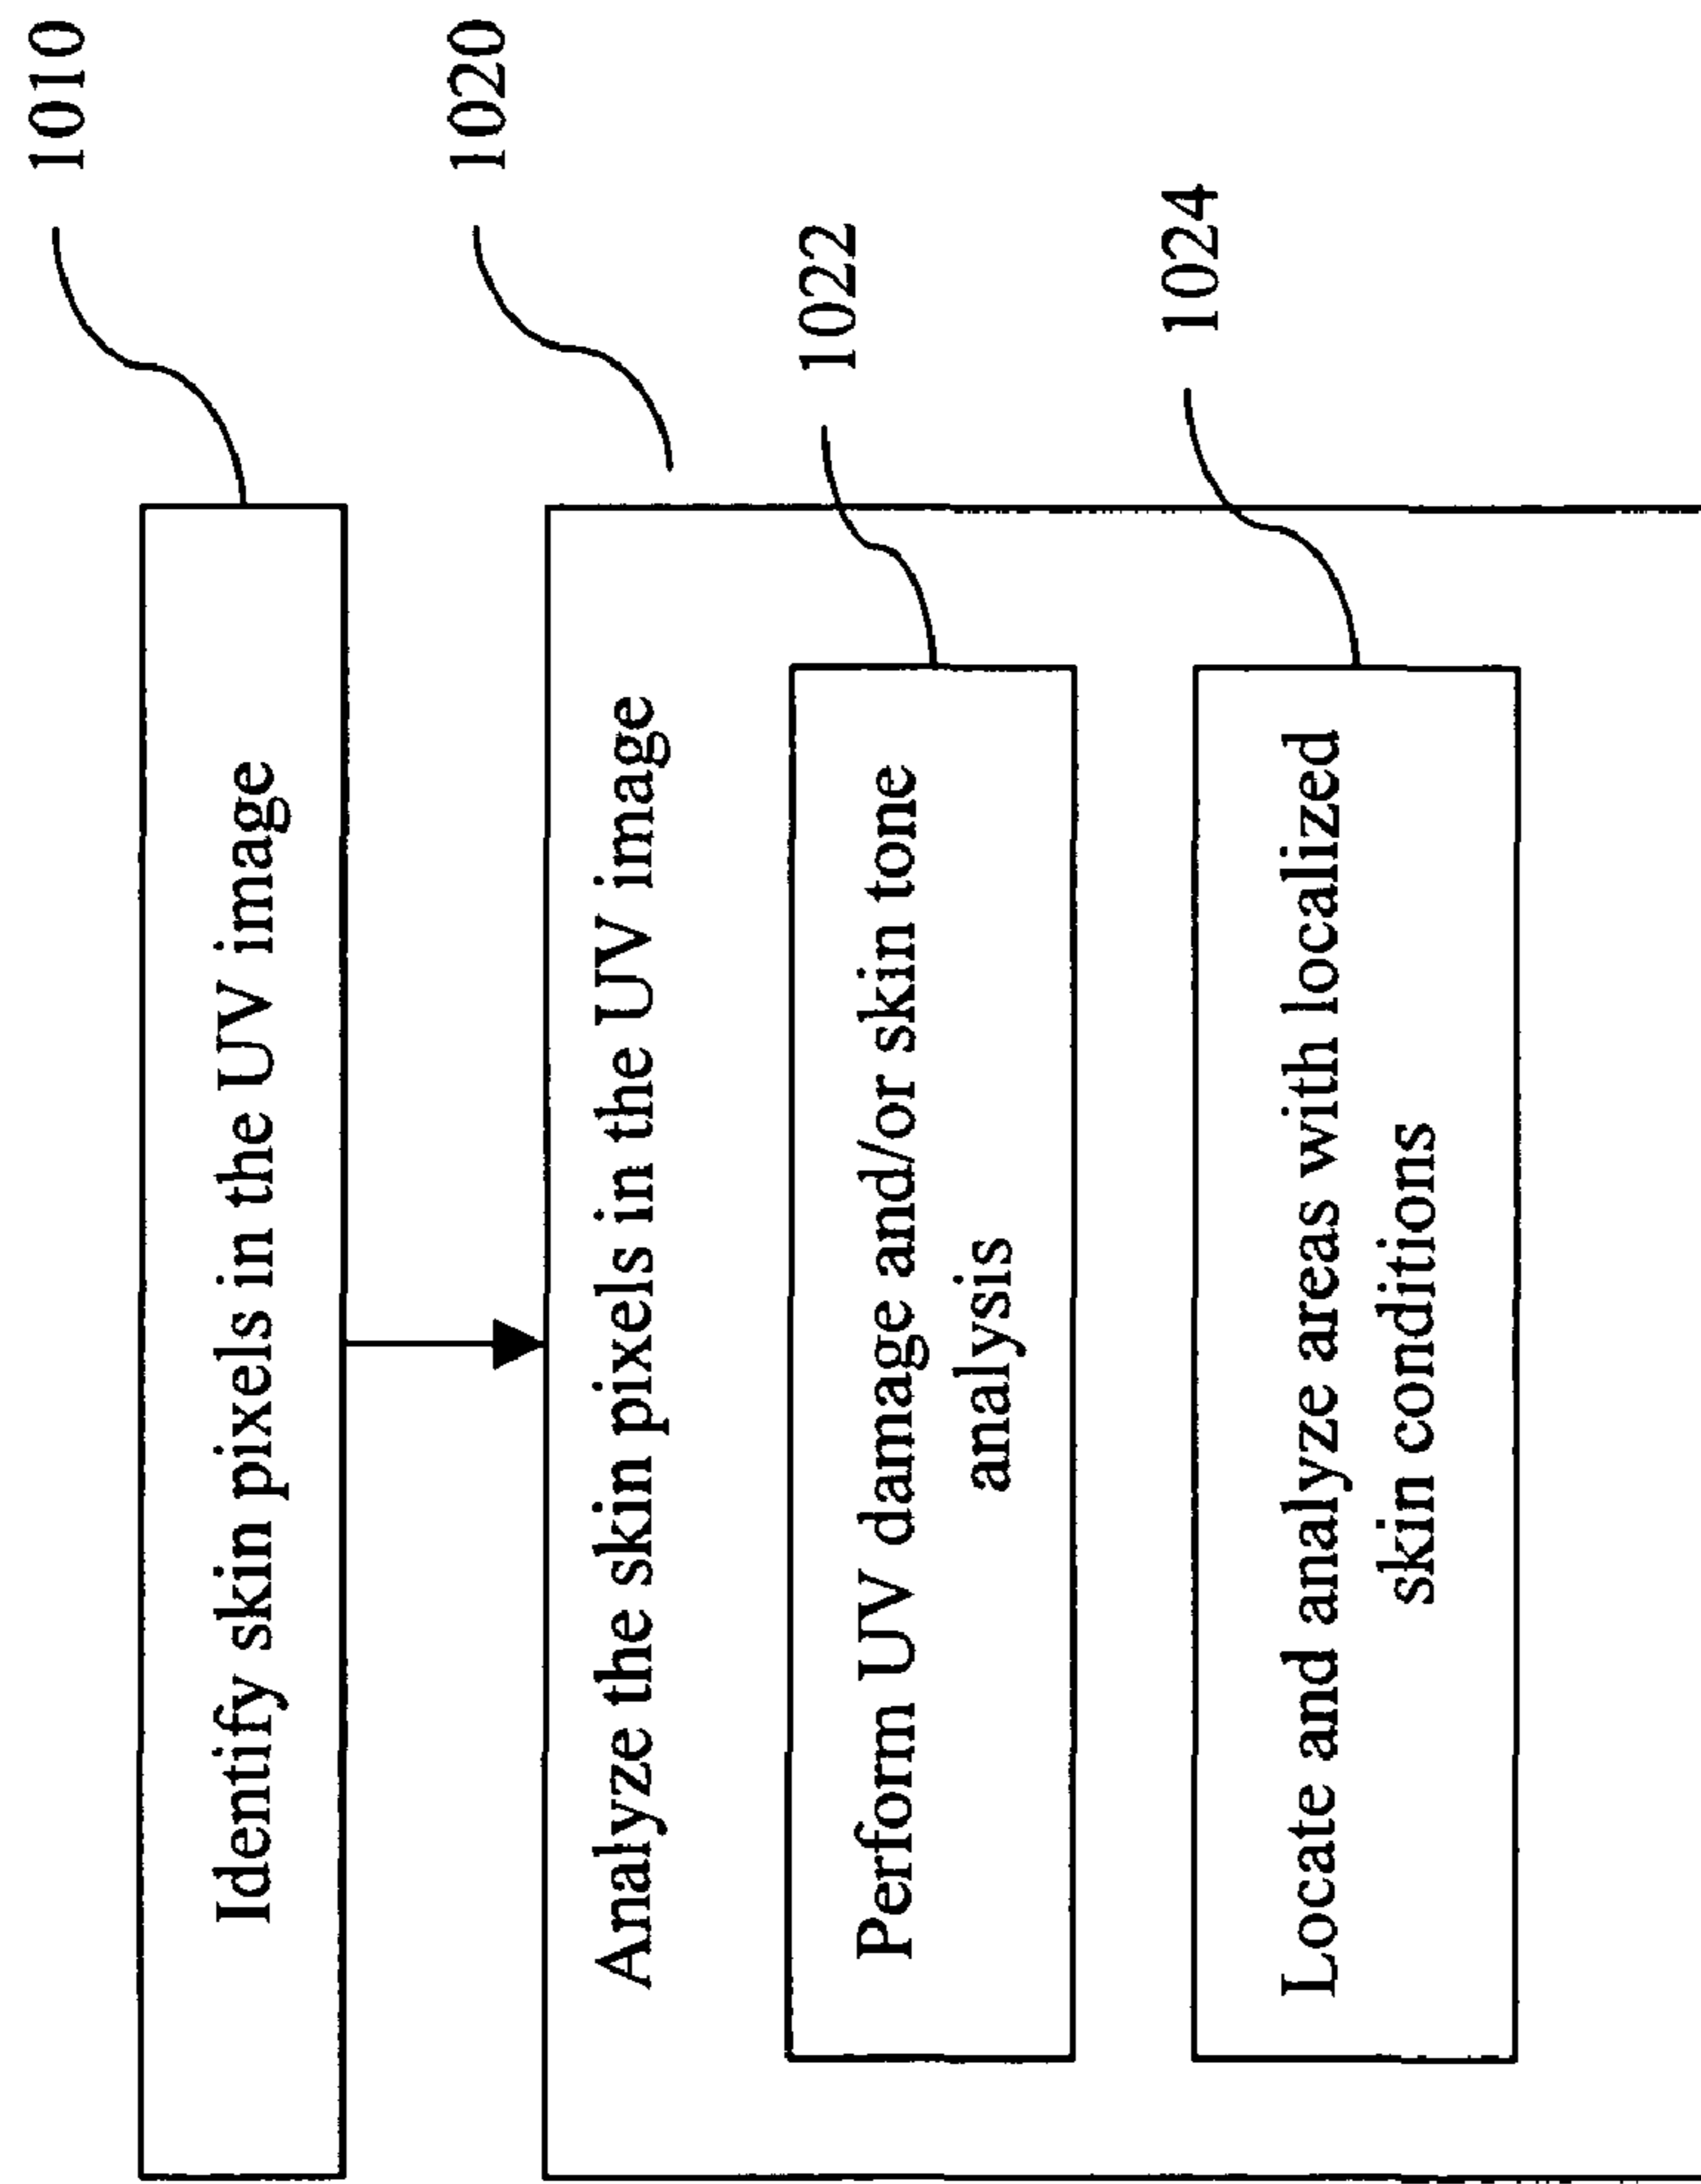 Identify skin pixels in the UV image
1010
Analyze the skin pixels in the UV image
1020
Perform UV damage and/or skin tone
analysis
1022
Locate and analyze areas with localized
skin conditions
1024